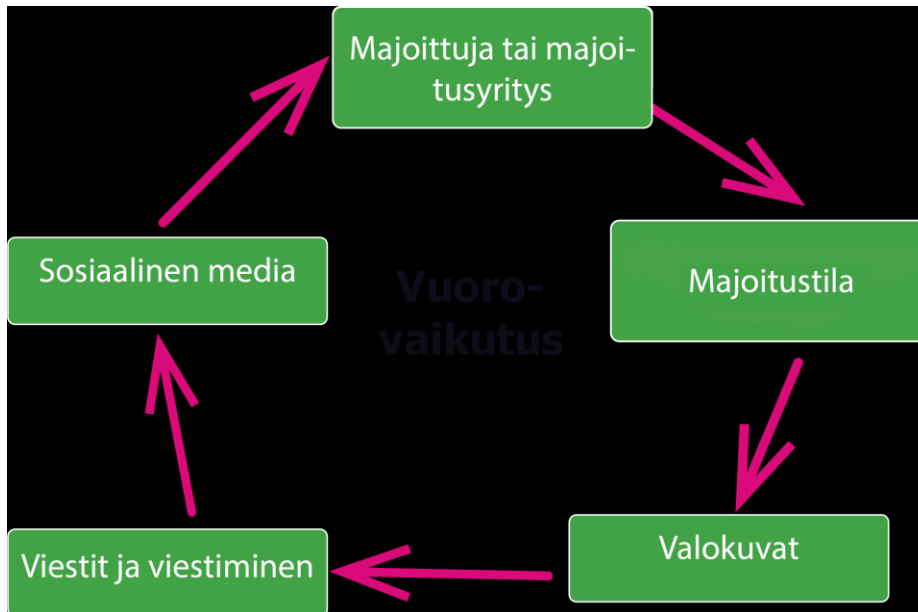 Majoittuja tai majoi-
tusyritys
Majoitustila
Valokuvat
Viestit ja viestiminen
Sosiaalinen media
Vuoro-
vaikutus